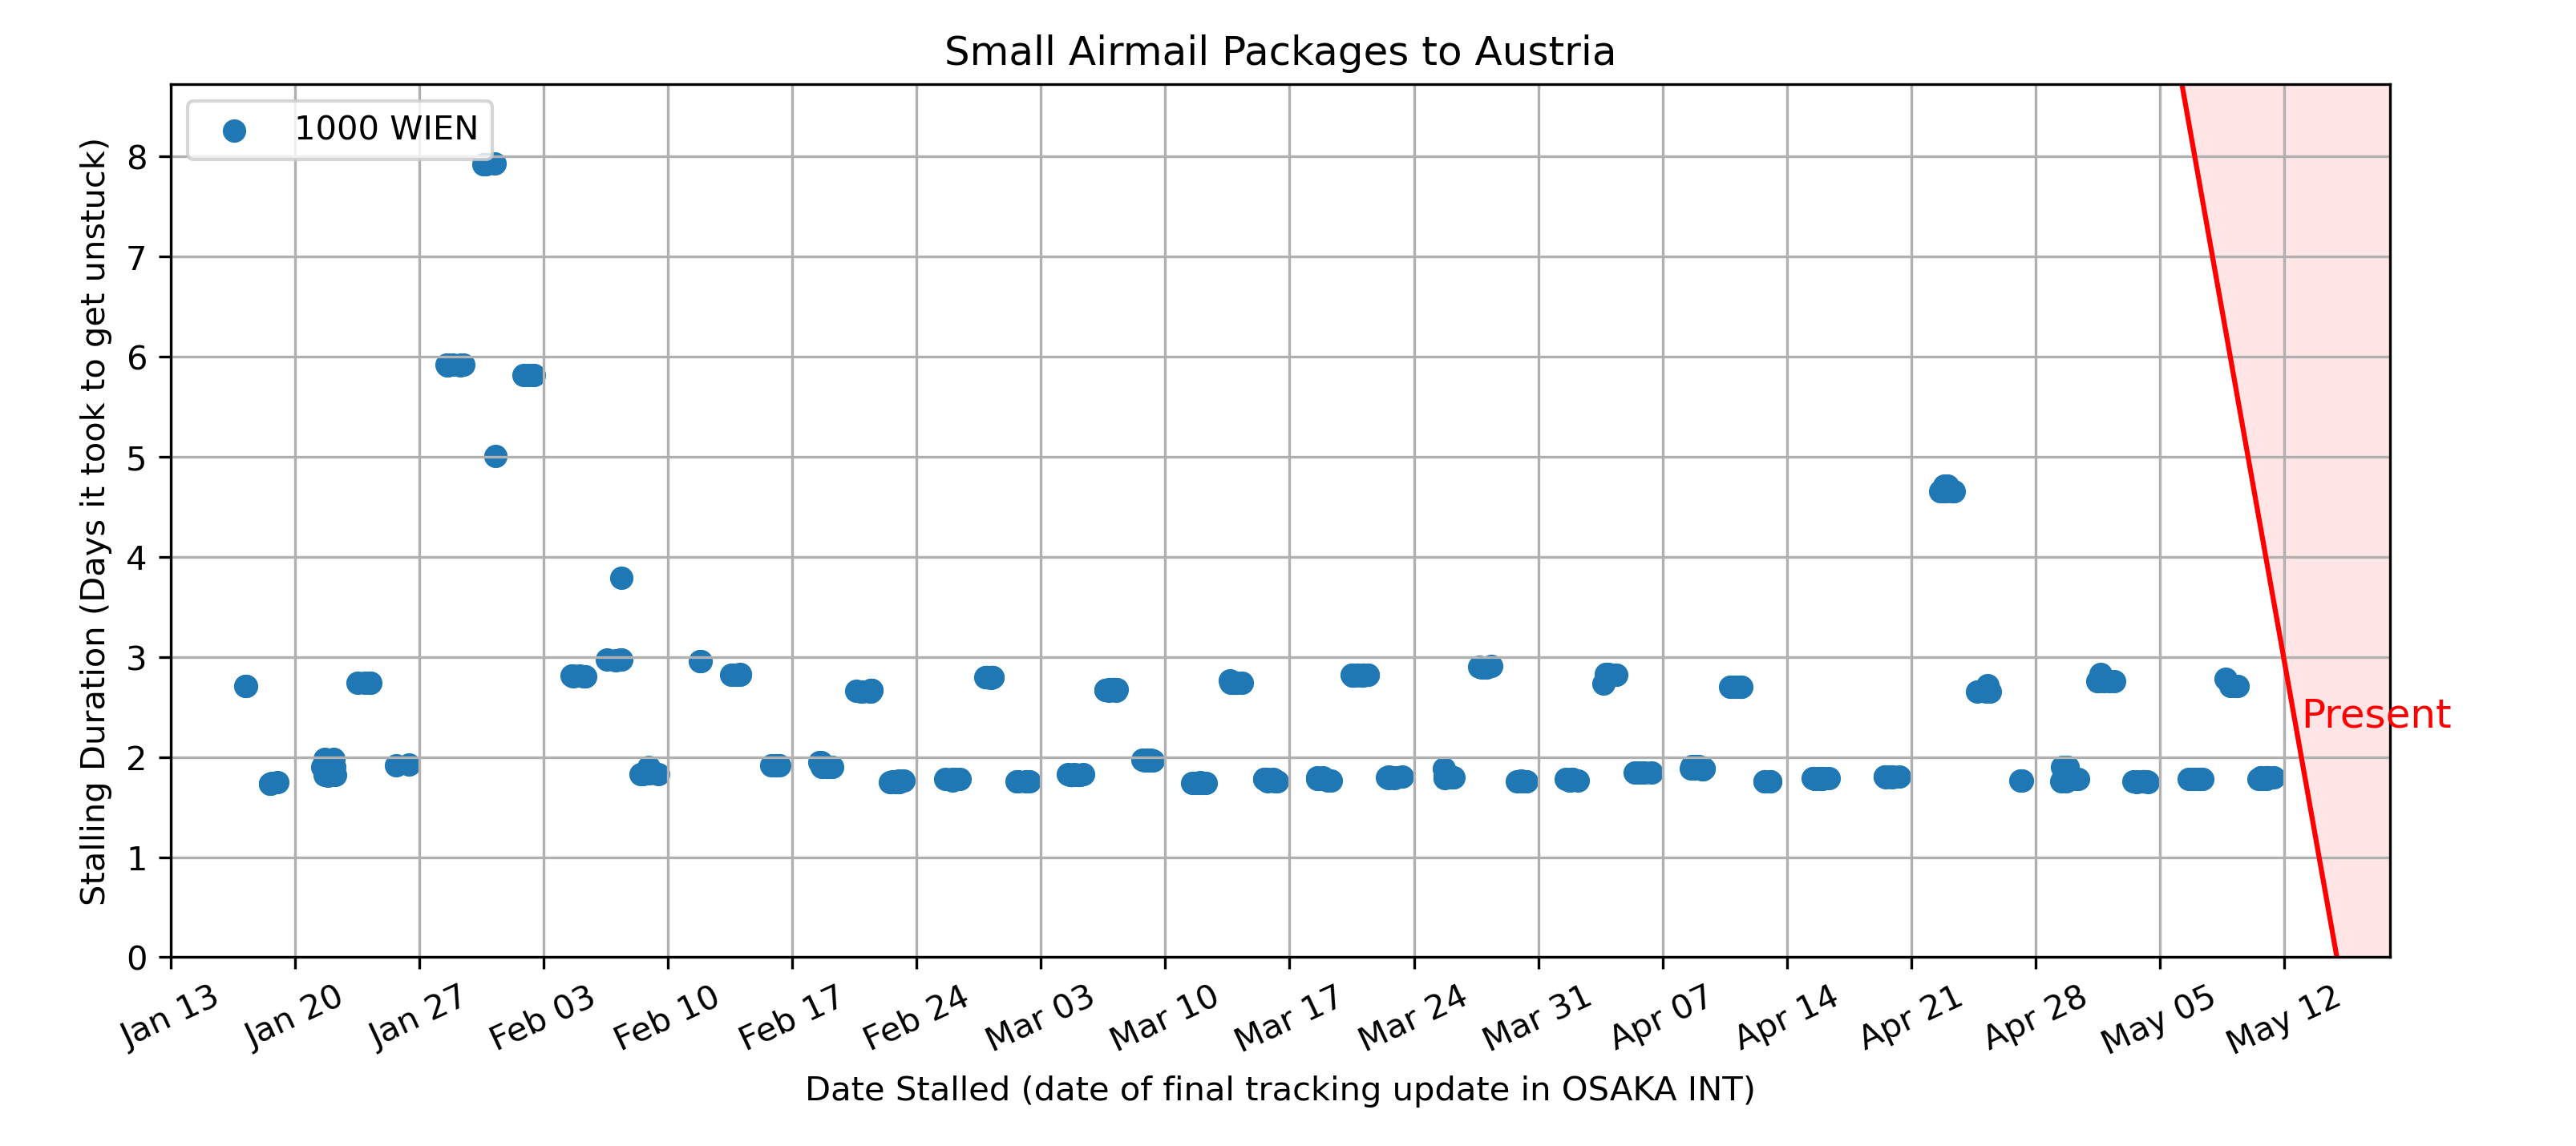 Small Airmail Packages to Austria
1000 WIEN
Stalling Duration (Days it took to get unstuck)
8
7
6
5
4
3
2
1
0
Present
Jan 13
Jan 20
Jan 27
Feb 03
Feb 10
Feb 17
Feb 24
Mar 03
Mar 10
Mar 17
Mar 24
Mar 31
Apr 07
Apr 14
Apr 21
Apr 28
May 05
May 12
Date Stalled (date of final tracking update in OSAKA INT)